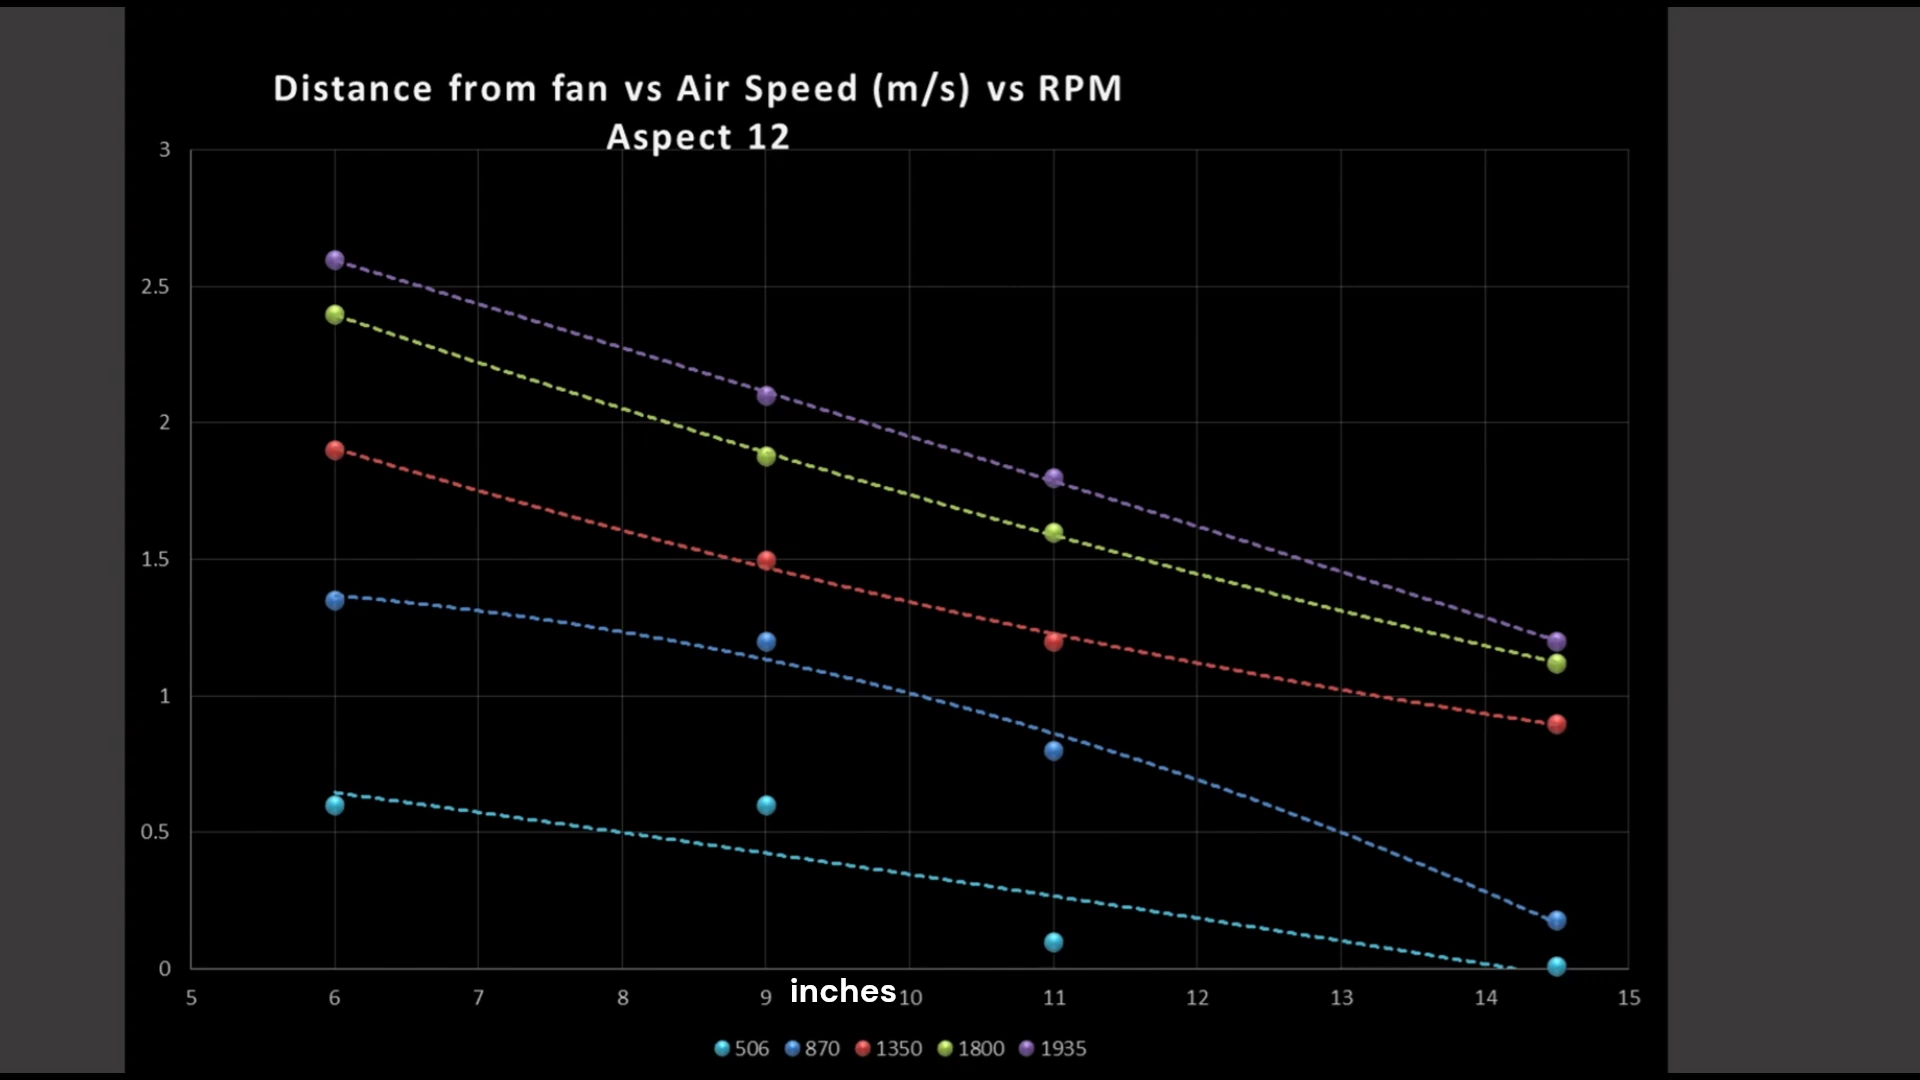 Distance from fan vs Air Speed (m/s) vs RPM
Aspect 12
3
2.5
2
1.5
1
0.5
0
5 6 7 8 9 inches 10 11 12 13 14 15
506 870 1350 1800 1935